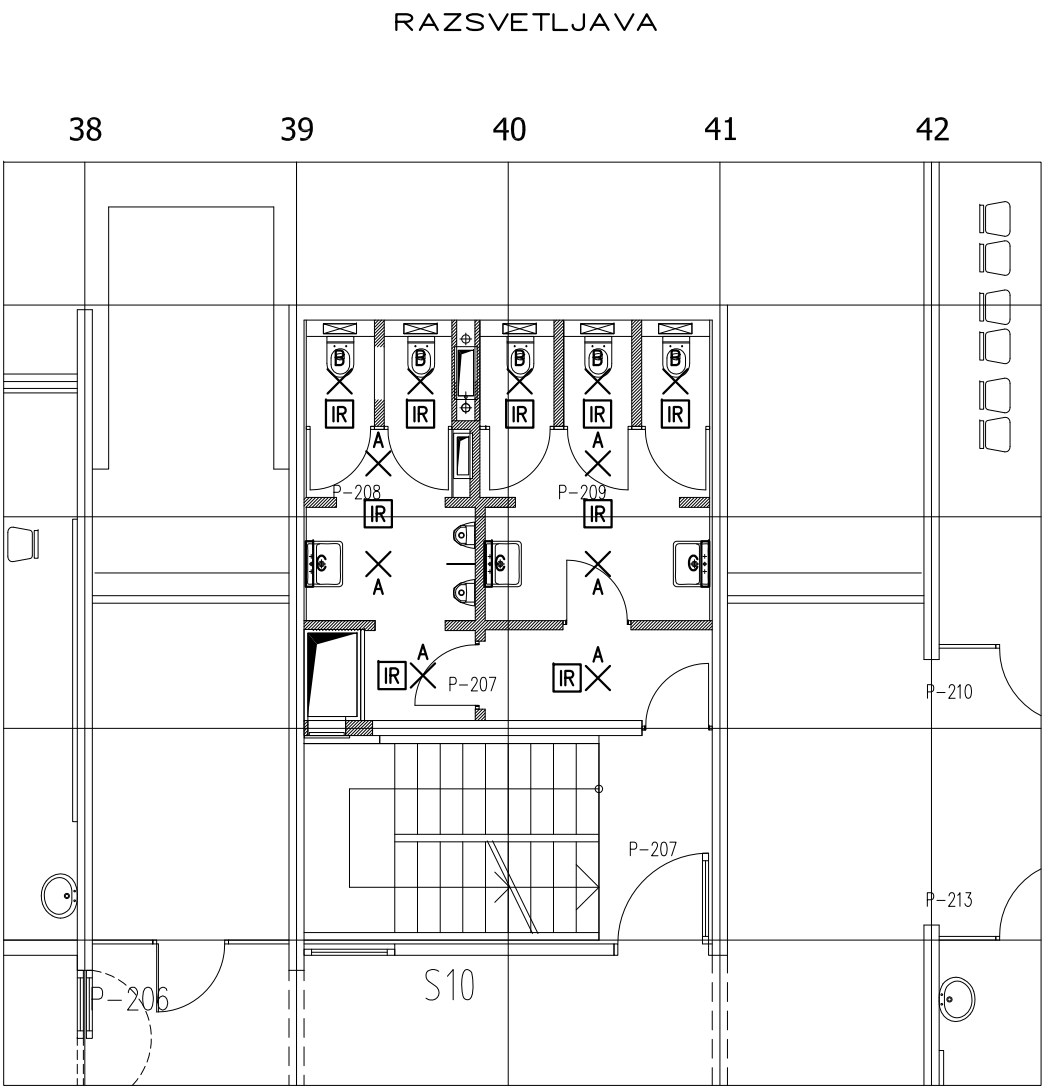 RAZSVETLJAVA
38 39 40 41 42
B B B B B
IR IR IR IR IR
A A
P-208 P-209
IR IR
C C C
A A
A A
IR IR
P-207 P-210
P-207
P-213
P-206 S10